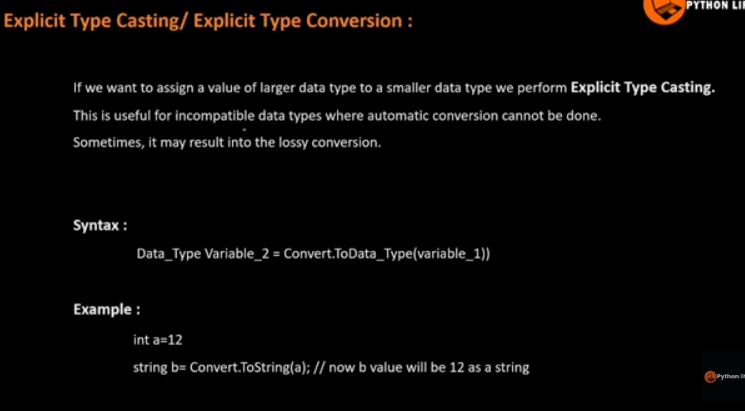 PYTHON
Explicit Type Casting/ Explicit Type Conversion :
If we want to assign a value of larger data type to a smaller data type we perform Explicit Type Casting.
This is useful for incompatible data types where automatic conversion cannot be done.
Sometimes, it may result into the lossy conversion.
Syntax :
Data_Type Variable_2 = Convert.ToData_Type(variable_1))
Example :
int a=12
string b= Convert.ToString(a); // now b value will be 12 as a string
Python